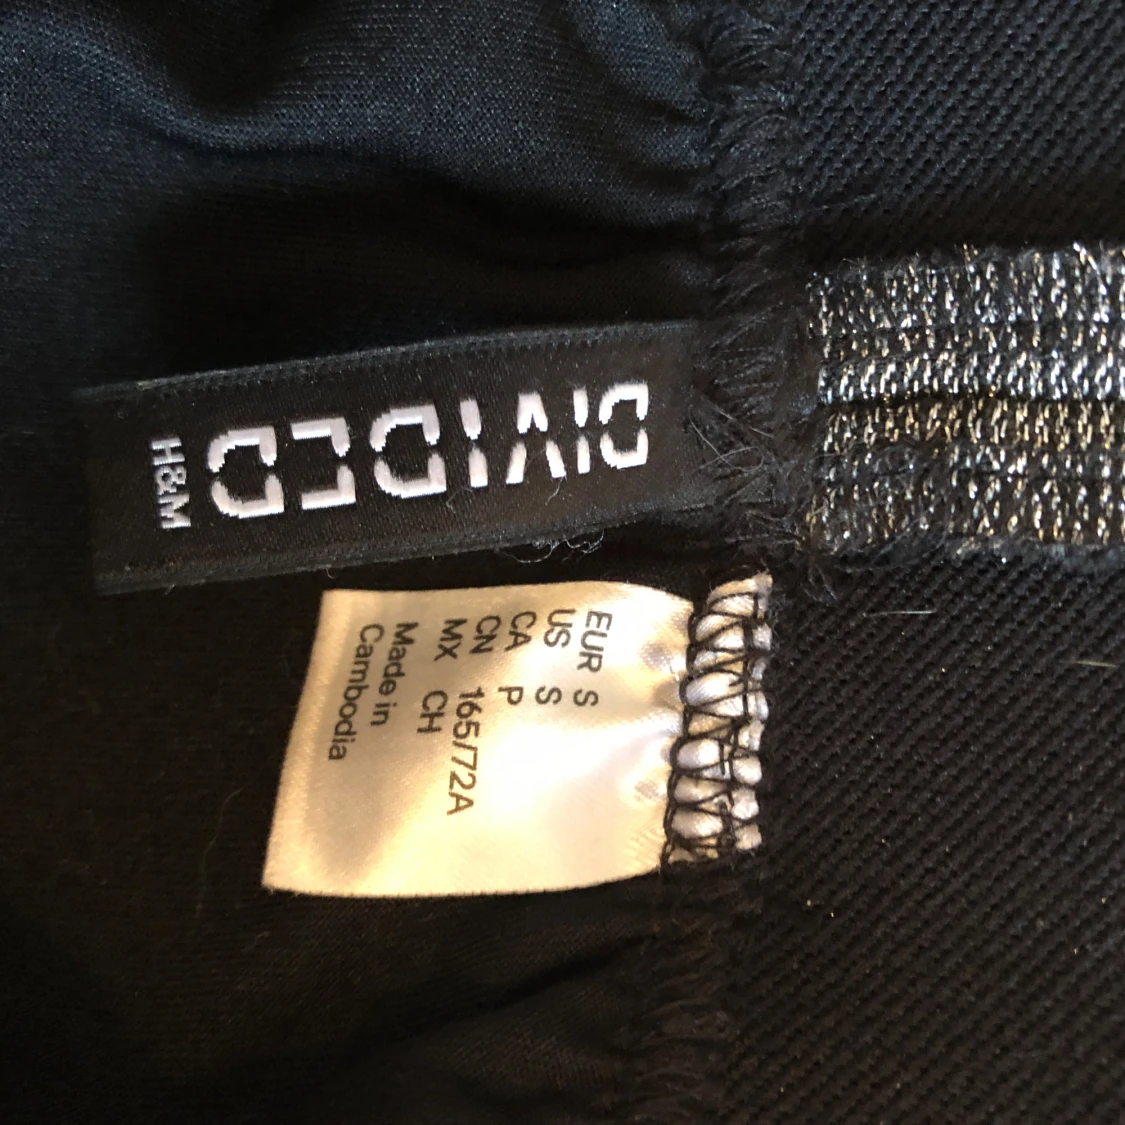 DIVIDED
H&M
EUR S
US S
CA P
CN 165/72A
MX CH
Made in
Cambodia